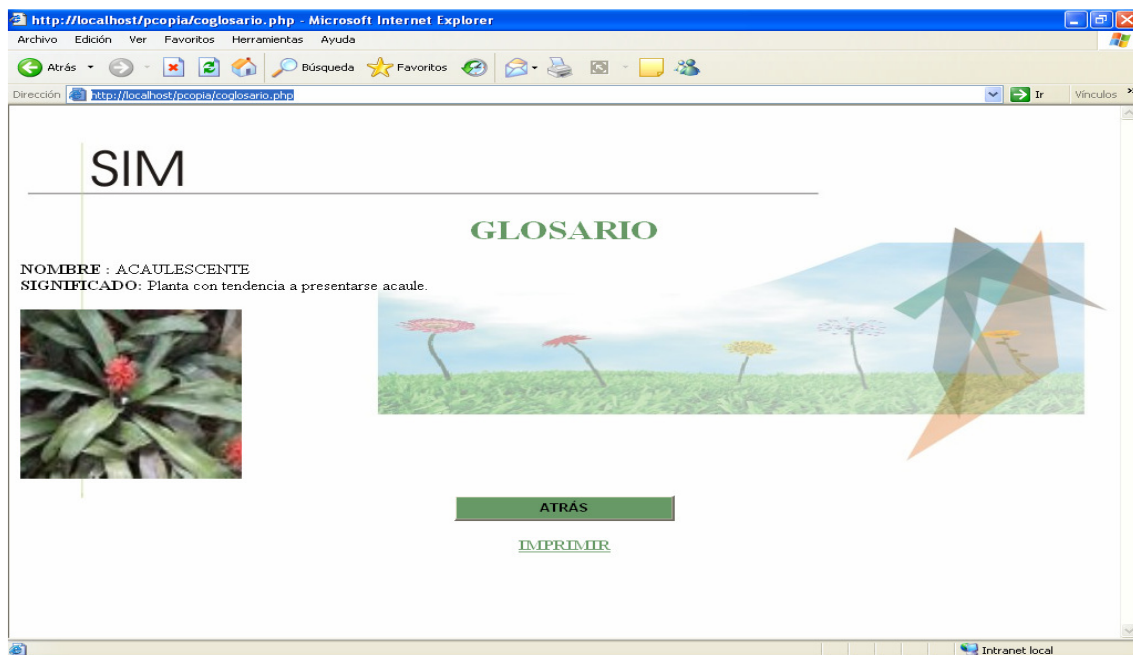 http://localhost/pcopia/coglosario.php - Microsoft Internet Explorer
Archivo Edición Ver Favoritos Herramientas Ayuda
Atrás Búsqueda Favoritos
Dirección http://localhost/pcopia/coglosario.php Ir Vínculos »
SIM
GLOSARIO
NOMBRE : ACAULESCENTE
SIGNIFICADO: Planta con tendencia a presentarse acaule.
ATRÁS
IMPRIMIR
Intranet local